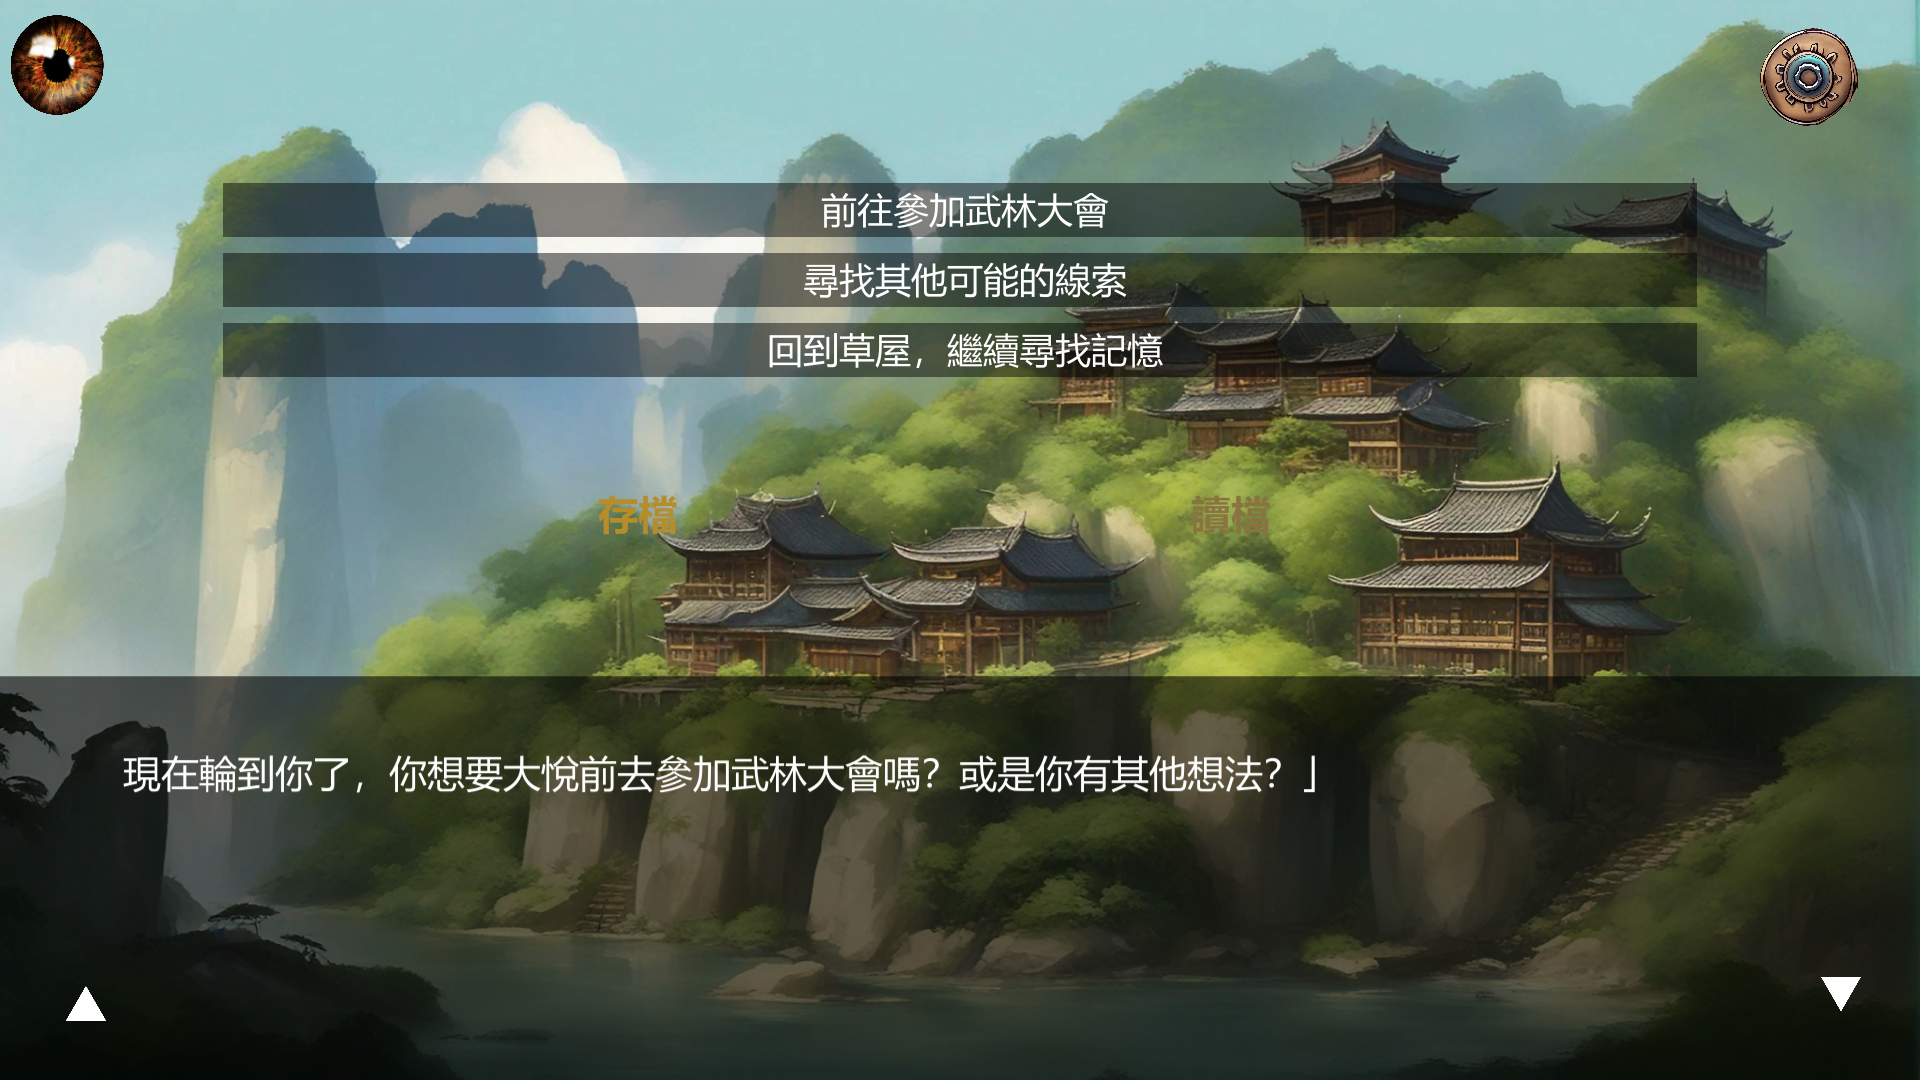 前往參加武林大會
尋找其他可能的線索
回到草屋，繼續尋找記憶
存檔
讀檔
現在輪到你了，你想要大悅前去參加武林大會嗎？或是你有其他想法？」